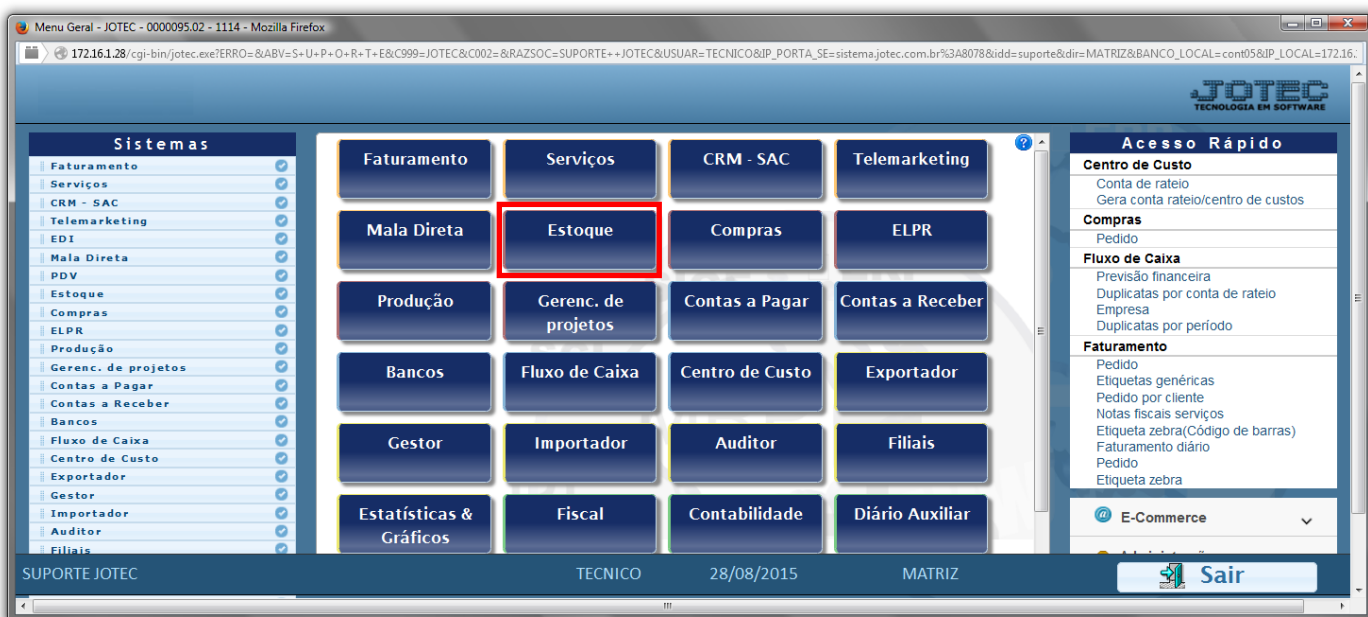 Menu Geral - JOTEC - 0000095.02 - 1114 - Mozilla Firefox
172.16.1.28/cgi-bin/jotec.exe?ERRO=&ABV=S+U+P+O+R+T+E&C999=JOTEC&C002=&RAZSOC=SUPORTE++JOTEC&USUAR=TECNICO&IP_PORTA_SE=sistema.jotec.com.br%3A8078&idd=suporte&dir=MATRIZ&BANCO_LOCAL=cont05&IP_LOCAL=172.16.
JOTEC
TECNOLOGIA EM SOFTWARE
Sistemas
Faturamento
Serviços
CRM - SAC
Telemarketing
EDI
Mala Direta
PDV
Estoque
Compras
ELPR
Produção
Gerenc. de projetos
Contas a Pagar
Contas a Receber
Bancos
Fluxo de Caixa
Centro de Custo
Exportador
Gestor
Importador
Auditor
Filiais
Faturamento
Serviços
CRM - SAC
Telemarketing
Mala Direta
Estoque
Compras
ELPR
Produção
Gerenc. de
projetos
Contas a Pagar
Contas a Receber
Bancos
Fluxo de Caixa
Centro de Custo
Exportador
Gestor
Importador
Auditor
Filiais
Estatísticas &
Gráficos
Fiscal
Contabilidade
Diário Auxiliar
Acesso Rápido
Centro de Custo
Conta de rateio
Gera conta rateio/centro de custos
Compras
Pedido
Fluxo de Caixa
Previsão financeira
Duplicatas por conta de rateio
Empresa
Duplicatas por período
Faturamento
Pedido
Etiquetas genéricas
Pedido por cliente
Notas fiscais serviços
Etiqueta zebra(Código de barras)
Faturamento diário
Pedido
Etiqueta zebra
E-Commerce
SUPORTE JOTEC
TECNICO
28/08/2015
MATRIZ
Sair